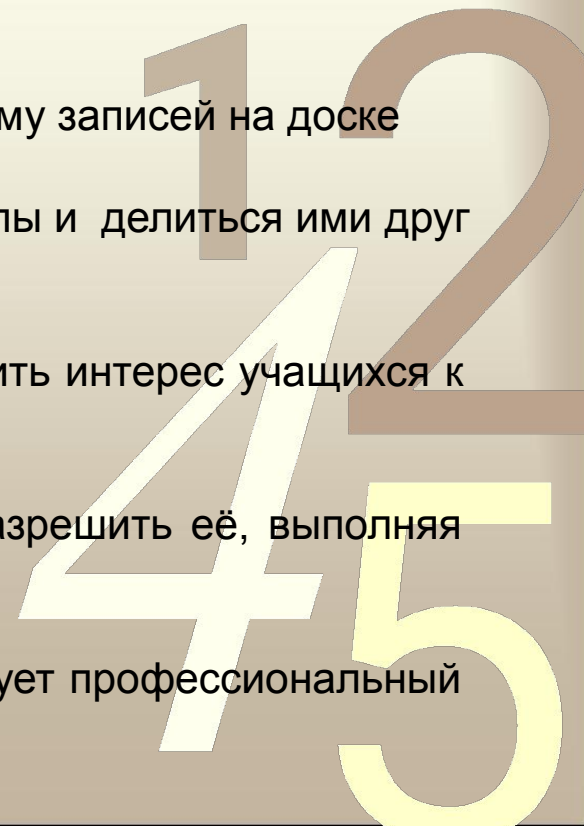 му записей на доске
лы и делиться ими друг
ить интерес учащихся к
азрешить её, выполняя
ует профессиональный
1
2
4
5